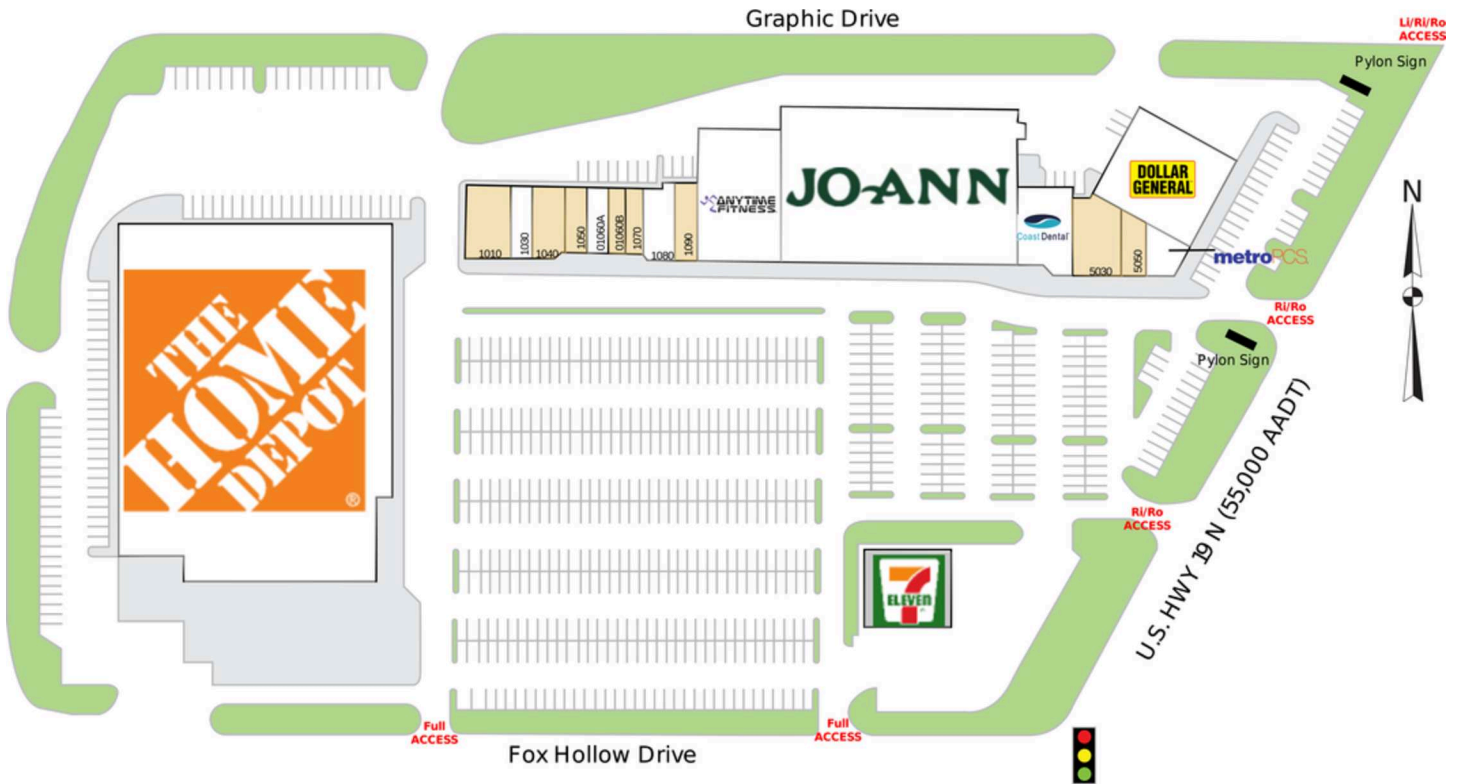 Graphic Drive
Li/Ri/Ro
ACCESS
Pylon Sign
N
DOLLAR
GENERAL
JO-ANN
ANYTIME
FITNESS
Coast Dental
1010
1030
1040
1050
01060A
01060B
1070
1080
1090
5030
5050
metroPCS.
Ri/Ro
ACCESS
Pylon Sign
THE
HOME
DEPOT
®
U.S. HWY 19 N (55,000 AADT)
Ri/Ro
ACCESS
7
ELEVEN
Full
ACCESS
Full
ACCESS
Fox Hollow Drive